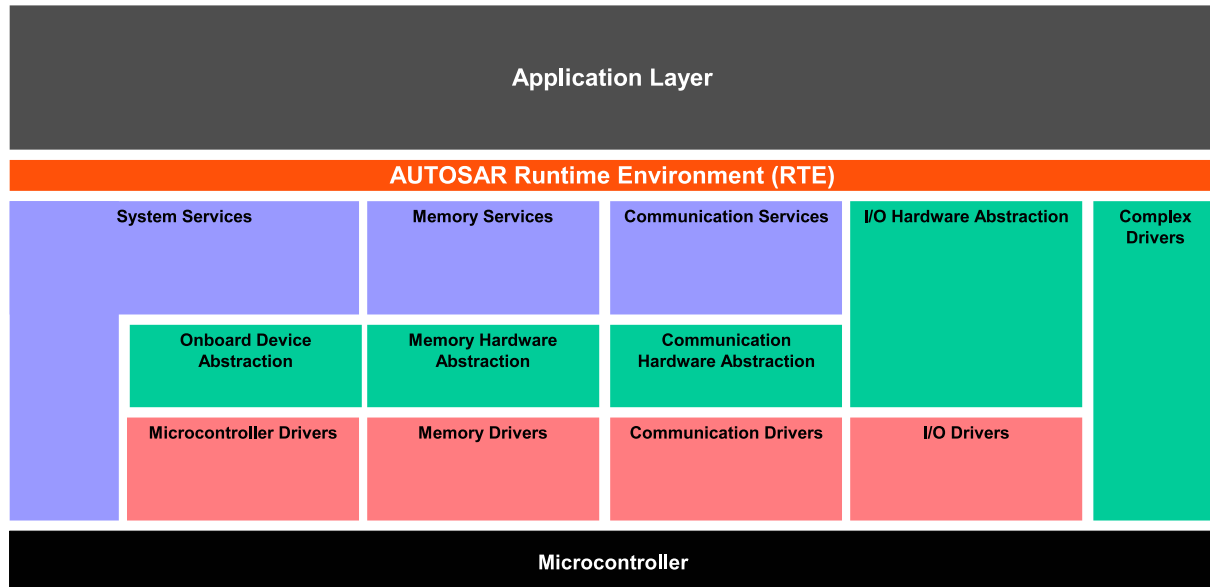 Application Layer
AUTOSAR Runtime Environment (RTE)
System Services
Memory Services
Communication Services
I/O Hardware Abstraction
Complex
Drivers
Onboard Device
Abstraction
Memory Hardware
Abstraction
Communication
Hardware Abstraction
Microcontroller Drivers
Memory Drivers
Communication Drivers
I/O Drivers
Microcontroller